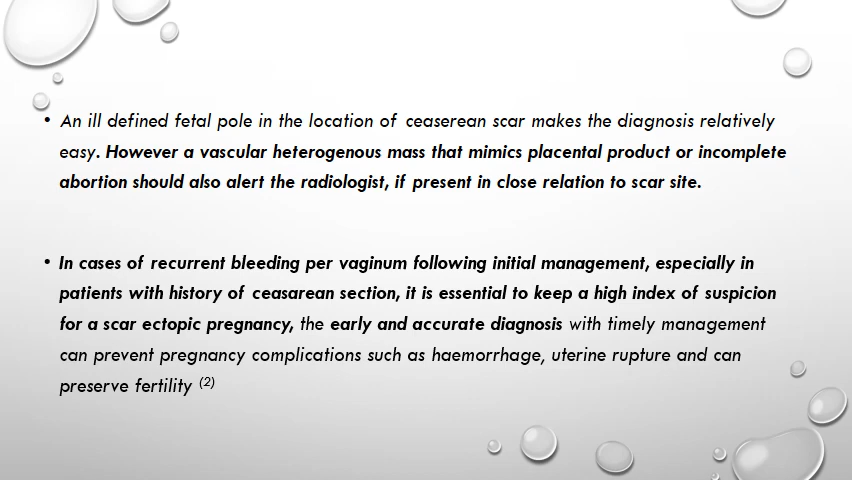 • An ill defined fetal pole in the location of ceaserean scar makes the diagnosis relatively
easy. However a vascular heterogenous mass that mimics placental product or incomplete
abortion should also alert the radiologist, if present in close relation to scar site.
• In cases of recurrent bleeding per vaginum following initial management, especially in
patients with history of ceasarean section, it is essential to keep a high index of suspicion
for a scar ectopic pregnancy, the early and accurate diagnosis with timely management
can prevent pregnancy complications such as haemorrhage, uterine rupture and can
preserve fertility (2)